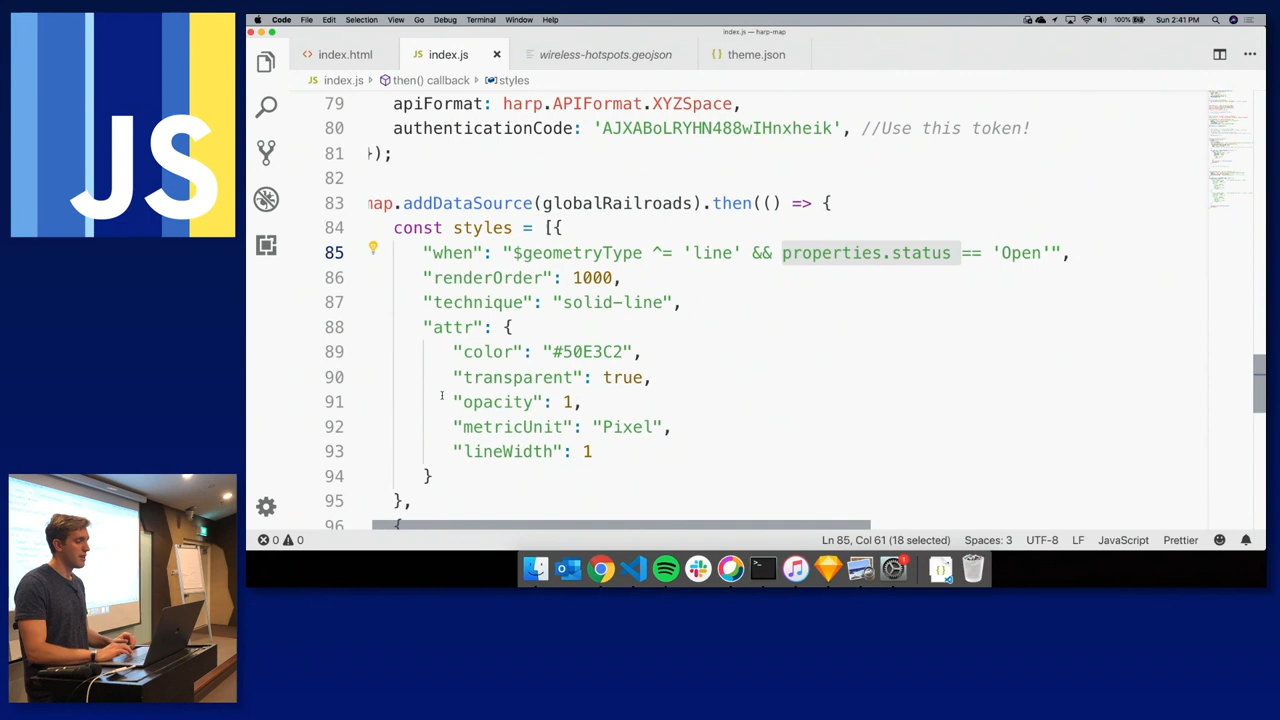 JS
Code File Edit Selection View Go Debug Terminal Window Help 100% Sun 2:41 PM
index.js — harp-map
<> index.html JS index.js × wireless-hotspots.geojson {} theme.json ...
JS index.js then() callback styles
79 apiFormat: harp.APIFormat.XYZSpace,
80 authenticationCode: 'AJXABoLRYHN488wIHnxheik', //Use this token!
81 });
82
83 map.addDataSource(globalRailroads).then(() => {
84 const styles = [{
85 "when": "$geometryType ^= 'line' && properties.status == 'Open'",
86 "renderOrder": 1000,
87 "technique": "solid-line",
88 "attr": {
89 "color": "#50E3C2",
90 "transparent": true,
91 "opacity": 1,
92 "metricUnit": "Pixel",
93 "lineWidth": 1
94 }
95 },
96 {
0 0 Ln 85, Col 61 (18 selected) Spaces: 3 UTF-8 LF JavaScript Prettier